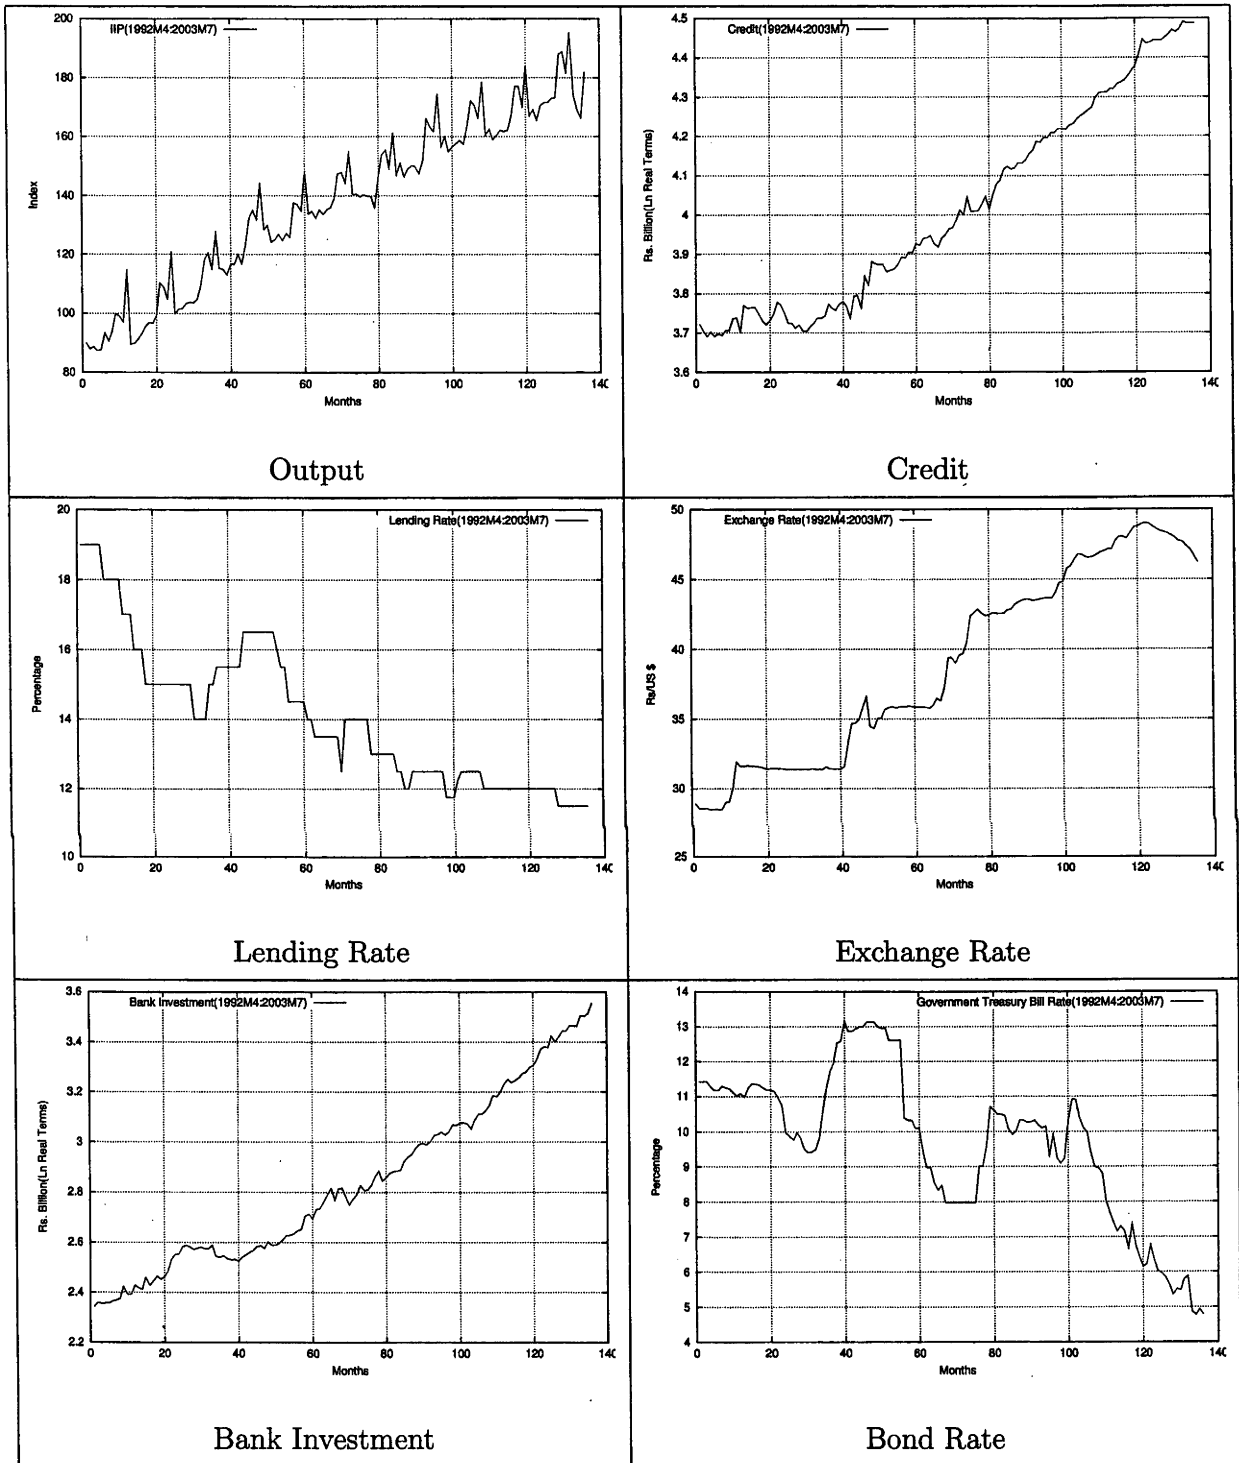 IIP(1992M4:2003M7)
200
180
160
140
120
100
80
Index
0 20 40 60 80 100 120 14
Months
Output
Credit(1992M4:2003M7)
4.5
4.4
4.3
4.2
4.1
4
3.9
3.8
3.7
3.6
Rs. Billion(Ln Real Terms)
0 20 40 60 80 100 120 14
Months
Credit
Lending Rate(1992M4:2003M7)
20
18
16
14
12
10
Percentage
0 20 40 60 80 100 120 14
Months
Lending Rate
Exchange Rate(1992M4:2003M7)
50
45
40
35
30
25
Rs/US $
0 20 40 60 80 100 120 14
Months
Exchange Rate
Bank Investment(1992M4:2003M7)
3.6
3.4
3.2
3
2.8
2.6
2.4
2.2
Rs. Billion(Ln Real Terms)
0 20 40 60 80 100 120 14
Months
Bank Investment
Government Treasury Bill Rate(1992M4:2003M7)
14
13
12
11
10
9
8
7
6
5
4
Percentage
0 20 40 60 80 100 120 14
Months
Bond Rate